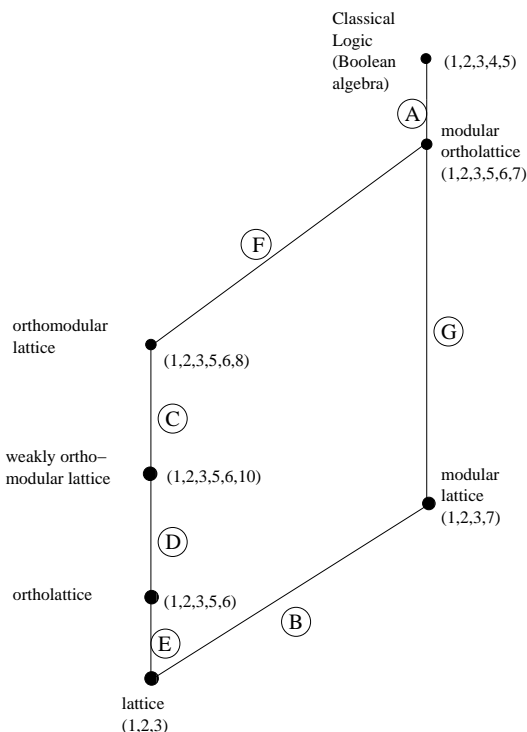 Classical
Logic
(Boolean
algebra)
(1,2,3,4,5)
A
modular
ortholattice
(1,2,3,5,6,7)
F
orthomodular
lattice
(1,2,3,5,6,8)
G
C
weakly ortho–
modular lattice
(1,2,3,5,6,10)
modular
lattice
(1,2,3,7)
D
ortholattice
(1,2,3,5,6)
B
E
lattice
(1,2,3)